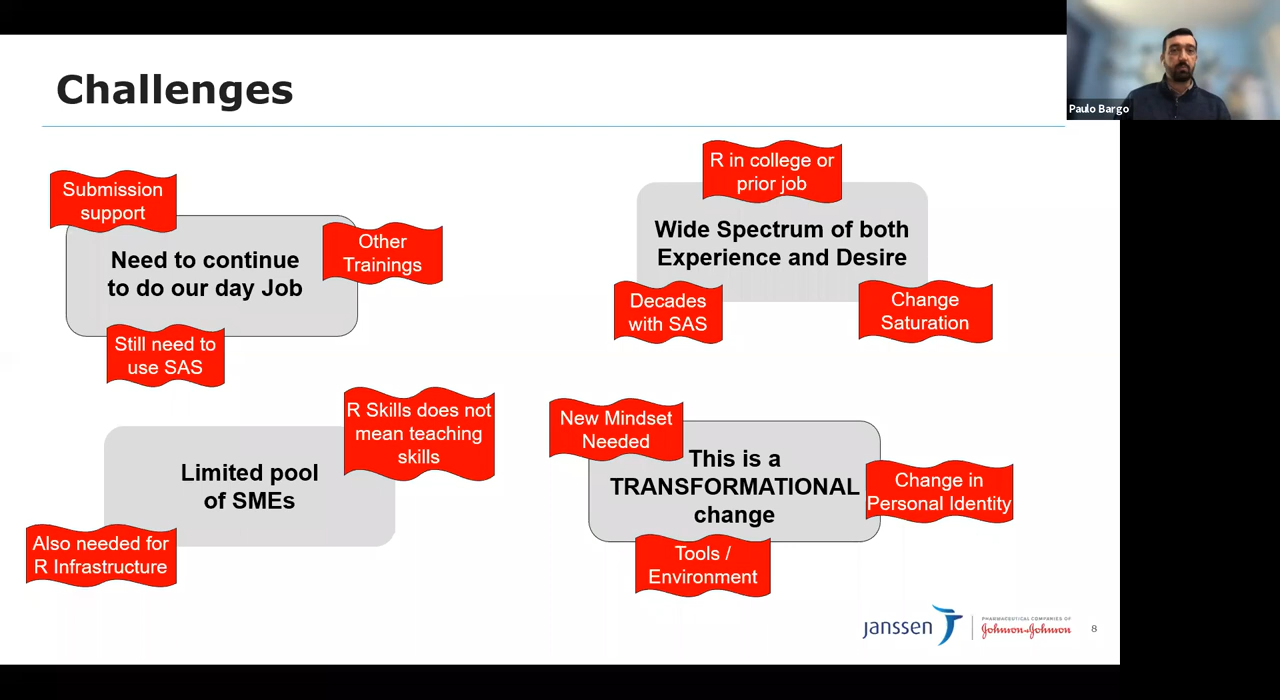 Challenges
Paulo Bargo
Submission
support
Need to continue
to do our day Job
Other
Trainings
Still need to
use SAS
R in college or
prior job
Wide Spectrum of both
Experience and Desire
Decades
with SAS
Change
Saturation
R Skills does not
mean teaching
skills
Limited pool
of SMEs
Also needed for
R Infrastructure
New Mindset
Needed
This is a
TRANSFORMATIONAL
change
Change in
Personal Identity
Tools /
Environment
janssen
PHARMACEUTICAL COMPANIES OF
Johnson & Johnson
8